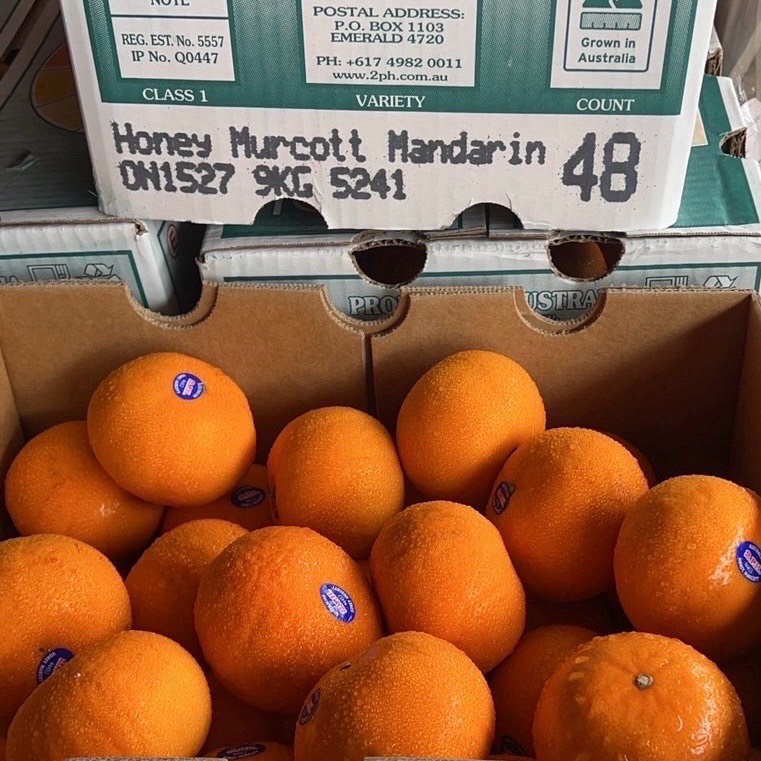 NOTE
REG. EST. No. 5557
IP No. Q0447
POSTAL ADDRESS:
P.O. BOX 1103
EMERALD 4720
PH: +617 4982 0011
www.2ph.com.au
Grown in
Australia
CLASS 1
VARIETY
COUNT
Honey Murcott Mandarin
ON1527 9KG 5241
48